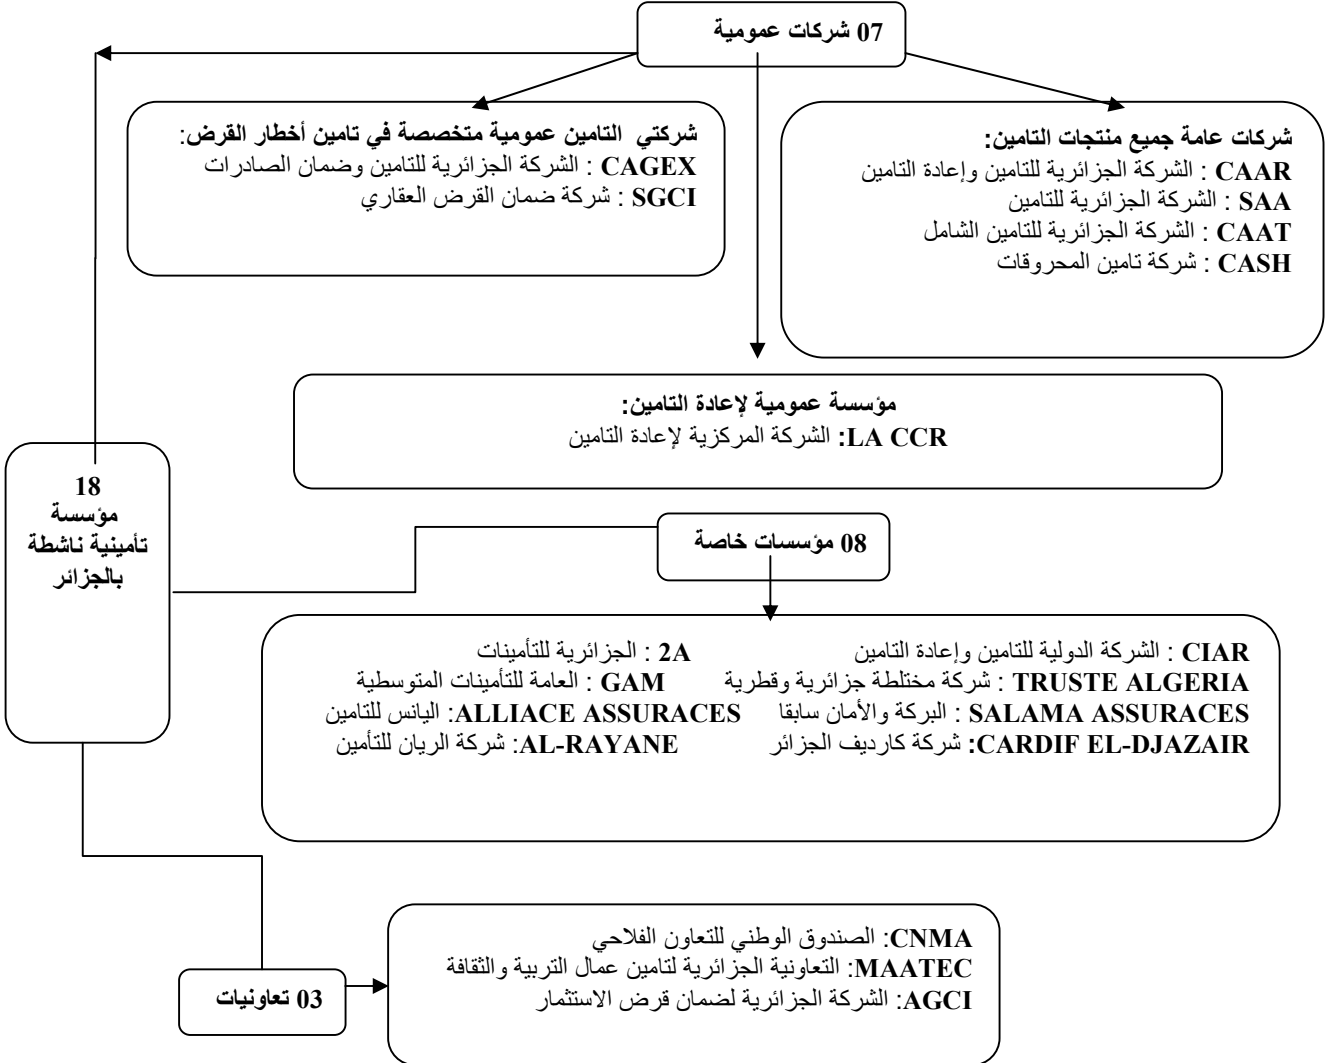 07 شركات عمومية
شركات عامة جميع منتجات التامين:
CAAR : الشركة الجزائرية للتامين وإعادة التامين
SAA : الشركة الجزائرية للتامين
CAAT : الشركة الجزائرية للتامين الشامل
CASH : شركة تامين المحروقات
شركتي التامين عمومية متخصصة في تامين أخطار القرض:
CAGEX : الشركة الجزائرية للتامين وضمان الصادرات
SGCI : شركة ضمان القرض العقاري
مؤسسة عمومية لإعادة التامين:
LA CCR: الشركة المركزية لإعادة التامين
18
مؤسسة
تأمينية ناشطة
بالجزائر
08 مؤسسات خاصة
CIAR : الشركة الدولية للتامين وإعادة التامين 2A : الجزائرية للتأمينات
TRUSTE ALGERIA : شركة مختلطة جزائرية وقطرية GAM : العامة للتأمينات المتوسطية
SALAMA ASSURACES : البركة والأمان سابقا ALLIACE ASSURACES: اليانس للتامين
CARDIF EL-DJAZAIR: شركة كارديف الجزائر AL-RAYANE: شركة الريان للتأمين
CNMA: الصندوق الوطني للتعاون الفلاحي
MAATEC: التعاونية الجزائرية لتامين عمال التربية والثقافة
AGCI: الشركة الجزائرية لضمان قرض الاستثمار
03 تعاونيات